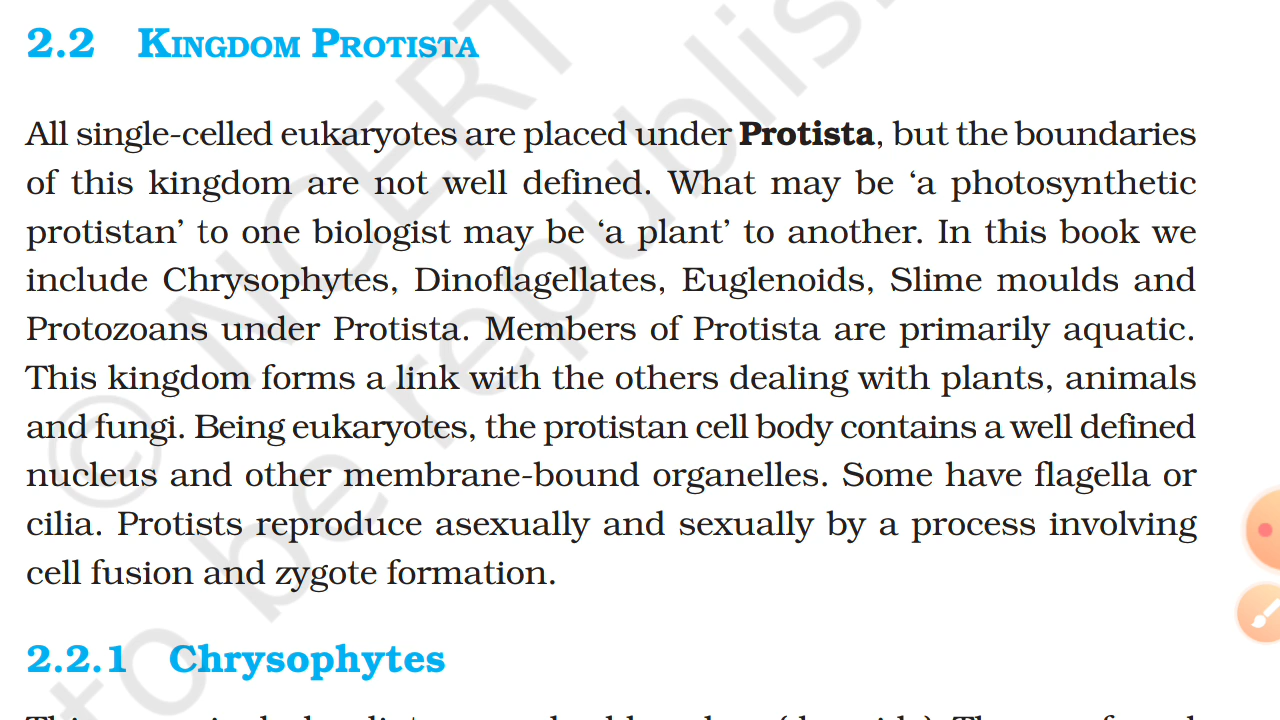 2.2 KINGDOM PROTISTA
All single-celled eukaryotes are placed under Protista, but the boundaries
of this kingdom are not well defined. What may be ‘a photosynthetic
protistan’ to one biologist may be ‘a plant’ to another. In this book we
include Chrysophytes, Dinoflagellates, Euglenoids, Slime moulds and
Protozoans under Protista. Members of Protista are primarily aquatic.
This kingdom forms a link with the others dealing with plants, animals
and fungi. Being eukaryotes, the protistan cell body contains a well defined
nucleus and other membrane-bound organelles. Some have flagella or
cilia. Protists reproduce asexually and sexually by a process involving
cell fusion and zygote formation.
2.2.1 Chrysophytes
© NCERT
to be republis